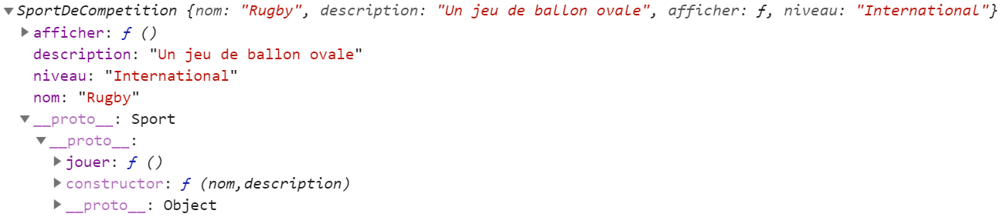 ▼SportDeCompetition {nom: "Rugby", description: "Un jeu de ballon ovale", afficher: ƒ, niveau: "International"}
▶afficher: ƒ ()
description: "Un jeu de ballon ovale"
niveau: "International"
nom: "Rugby"
▼__proto__: Sport
▼__proto__:
▶jouer: ƒ ()
▶constructor: ƒ (nom,description)
▶__proto__: Object